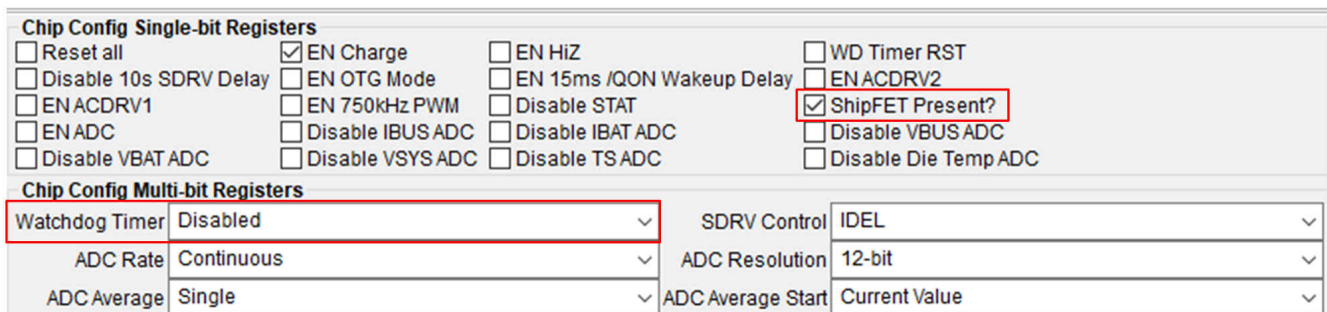 Chip Config Single-bit Registers
Reset all EN Charge EN HiZ WD Timer RST
Disable 10s SDRV Delay EN OTG Mode EN 15ms /QON Wakeup Delay EN ACDRV2
EN ACDRV1 EN 750kHz PWM Disable STAT ShipFET Present?
EN ADC Disable IBUS ADC Disable IBAT ADC Disable VBUS ADC
Disable VBAT ADC Disable VSYS ADC Disable TS ADC Disable Die Temp ADC
Chip Config Multi-bit Registers
Watchdog Timer Disabled SDRV Control IDEL
ADC Rate Continuous ADC Resolution 12-bit
ADC Average Single ADC Average Start Current Value